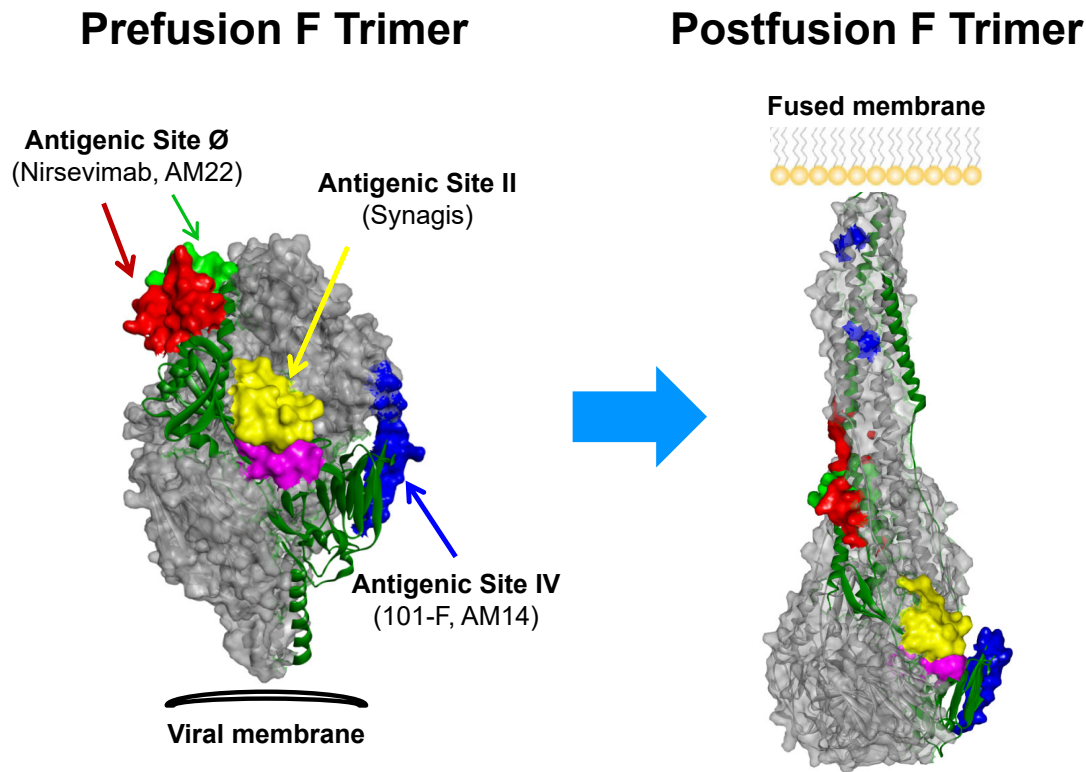 Prefusion F Trimer
Postfusion F Trimer
Fused membrane
Antigenic Site Ø
(Nirsevimab, AM22)
Antigenic Site II
(Synagis)
Antigenic Site IV
(101-F, AM14)
Viral membrane